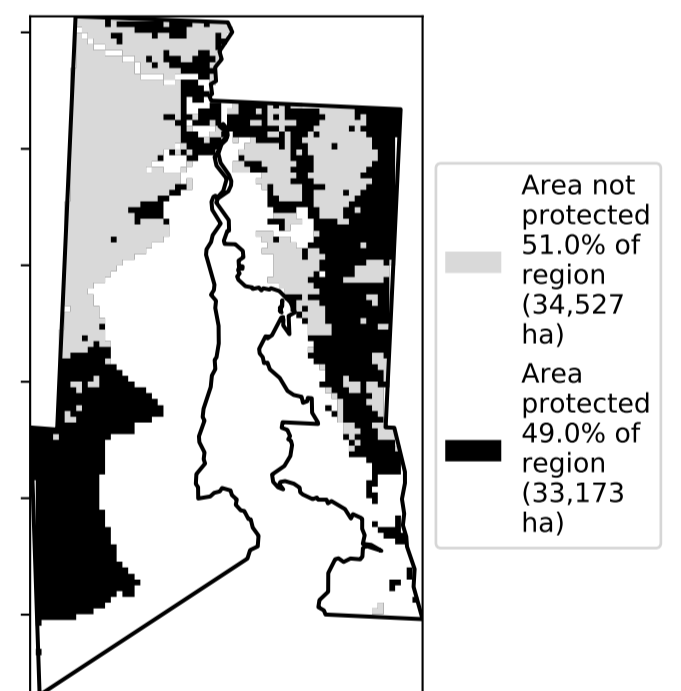 Area not
protected
51.0% of
region
(34,527
ha)
Area
protected
49.0% of
region
(33,173
ha)